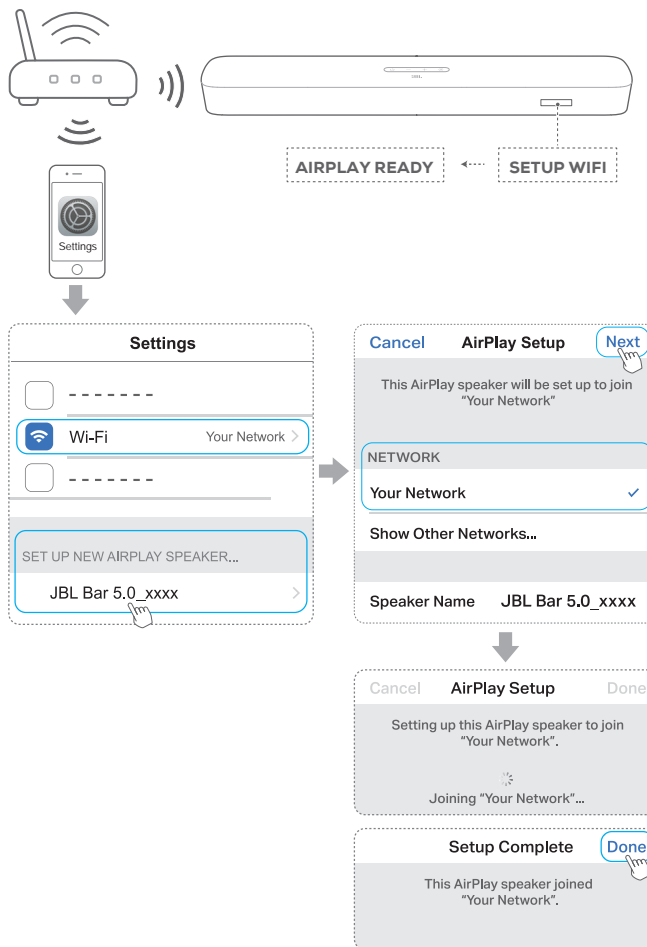 JBL
AIRPLAY READY
SETUP WIFI
Settings
Settings
Wi-Fi
Your Network
SET UP NEW AIRPLAY SPEAKER...
JBL Bar 5.0_xxxx
Cancel
AirPlay Setup
Next
This AirPlay speaker will be set up to join
“Your Network”
NETWORK
Your Network
Show Other Networks...
Speaker Name
JBL Bar 5.0_xxxx
Cancel
AirPlay Setup
Done
Setting up this AirPlay speaker to join
“Your Network”.
Joining “Your Network”...
Setup Complete
Done
This AirPlay speaker joined
“Your Network”.